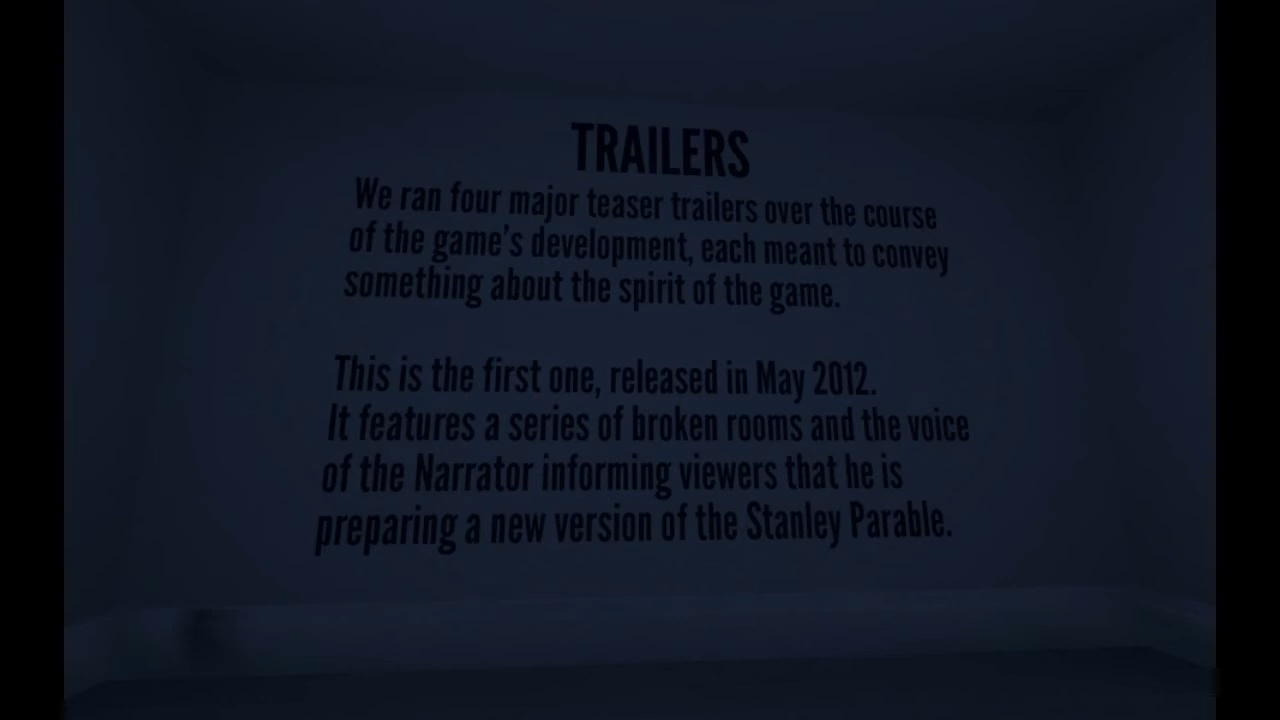 TRAILERS
We ran four major teaser trailers over the course
of the game's development, each meant to convey
something about the spirit of the game.
This is the first one, released in May 2012.
It features a series of broken rooms and the voice
of the Narrator informing viewers that he is
preparing a new version of the Stanley Parable.